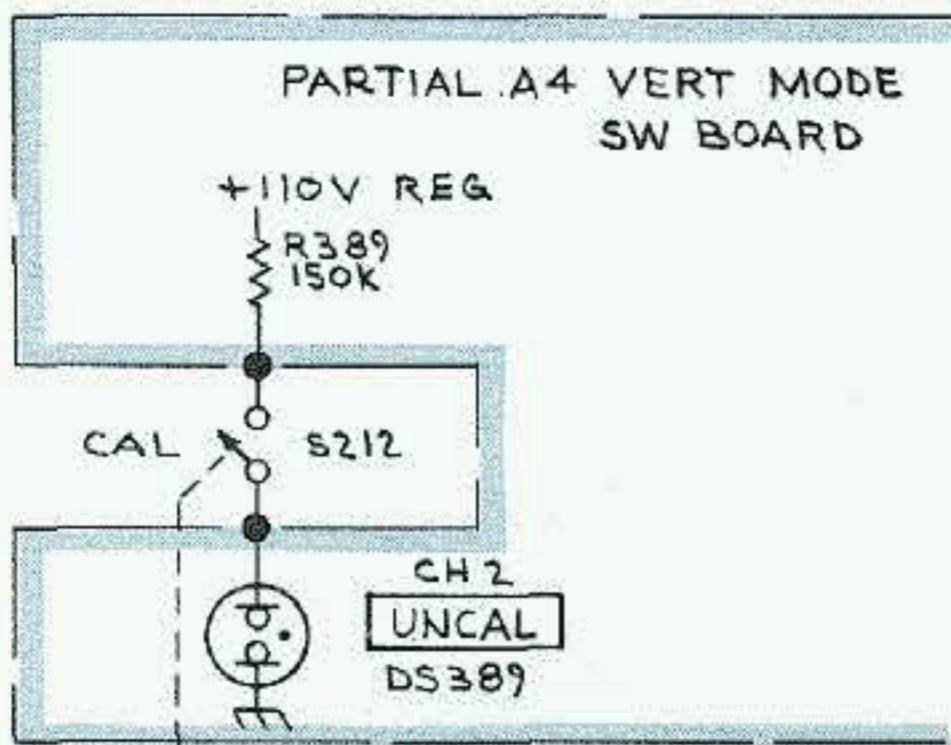 PARTIAL A4 VERT MODE
SW BOARD
+110V REG
R389
150K
CAL
S212
CH 2
UNCAL
DS389